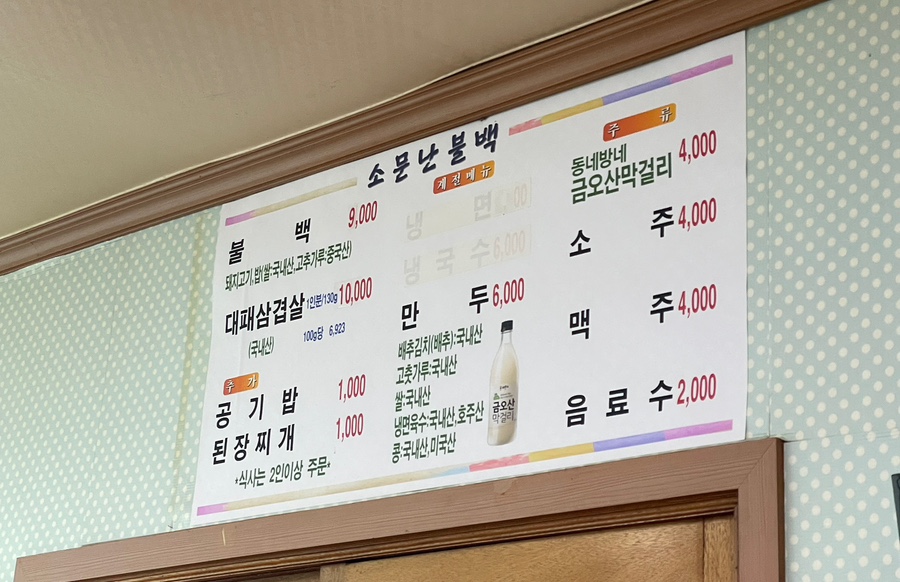 소문난불백
불 백 9,000
돼지고기,밥(쌀:국내산,고추가루:중국산)
대패삼겹살 1인분/130g 10,000
(국내산) 100g당 6,923
추 가
공 기 밥 1,000
된장찌개 1,000
*식사는 2인이상 주문*
계절메뉴
냉 면
냉 국 수 6,000
만 두 6,000
배추김치(배추):국내산
고춧가루:국내산
쌀:국내산
냉면육수:국내산,호주산
콩:국내산,미국산
금오산
막걸리
주 류
동네방네
금오산막걸리 4,000
소 주 4,000
맥 주 4,000
음 료 수 2,000